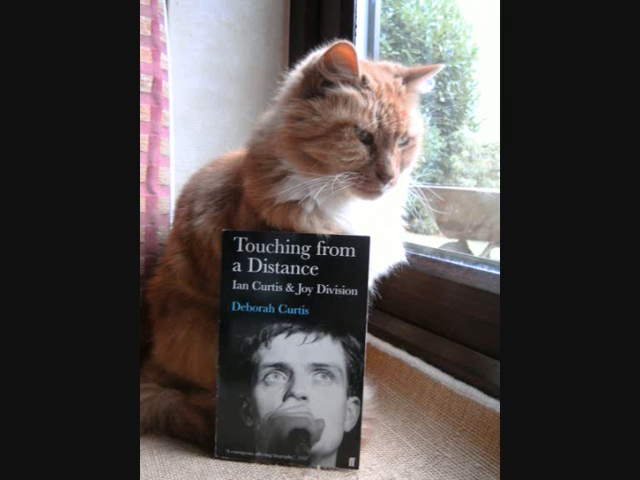 Touching from
a Distance
Ian Curtis & Joy Division
Deborah Curtis